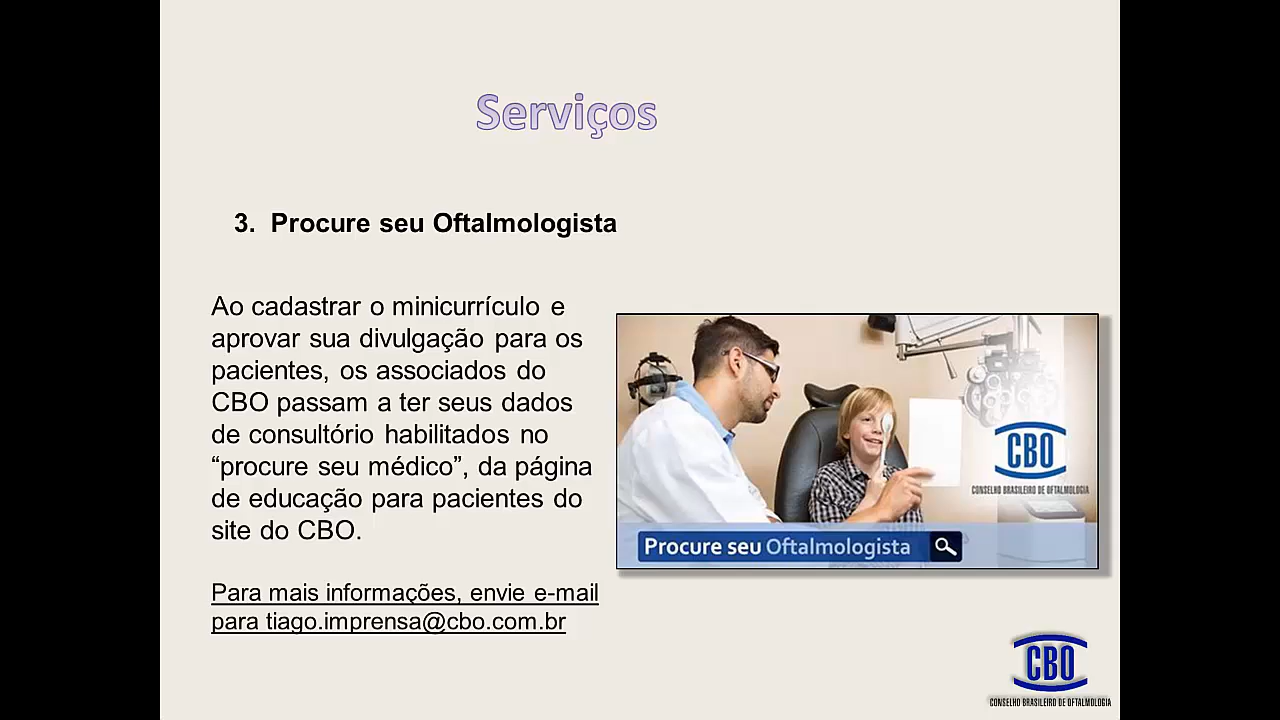 Serviços
3. Procure seu Oftalmologista
Ao cadastrar o minicurrículo e
aprovar sua divulgação para os
pacientes, os associados do
CBO passam a ter seus dados
de consultório habilitados no
“procure seu médico”, da página
de educação para pacientes do
site do CBO.
Para mais informações, envie e-mail
para tiago.imprensa@cbo.com.br
CBO
CONSELHO BRASILEIRO DE OFTALMOLOGIA
Procure seu Oftalmologista
CBO
CONSELHO BRASILEIRO DE OFTALMOLOGIA